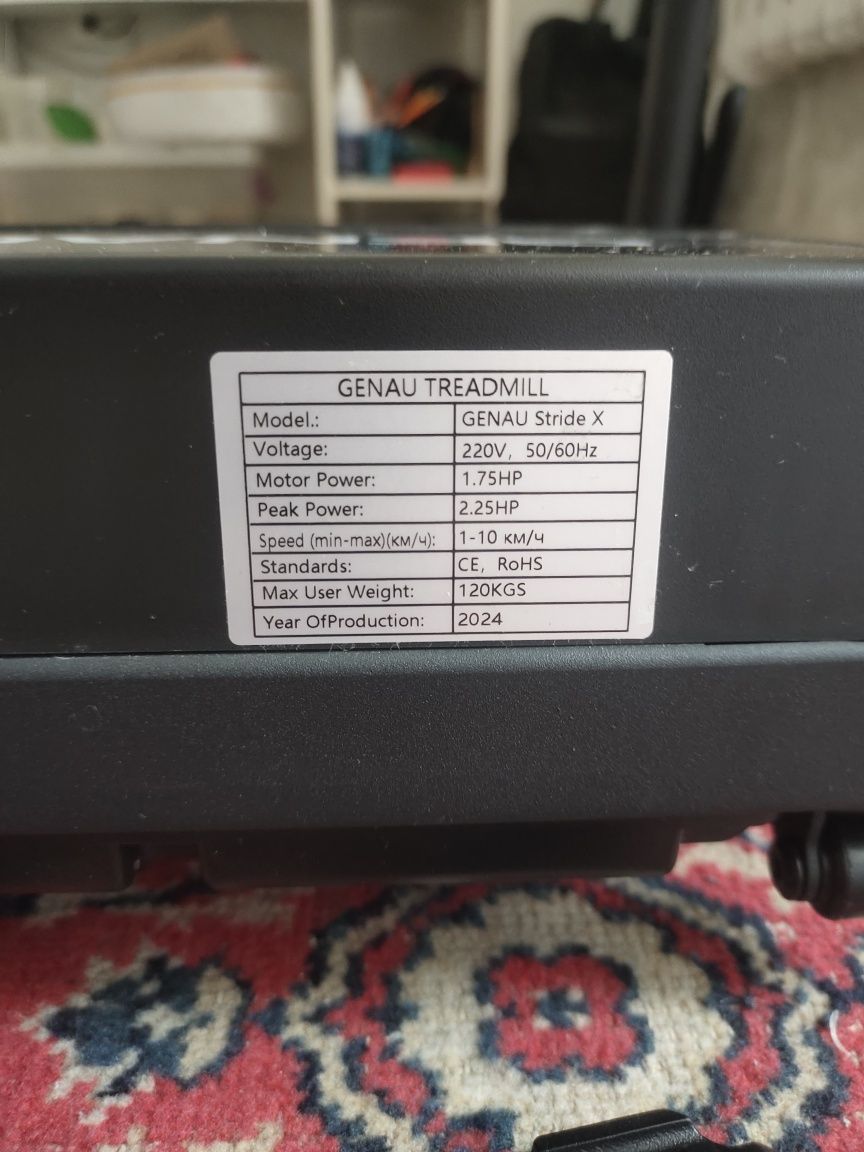 GENAU TREADMILL
Model.: GENAU Stride X
Voltage: 220V, 50/60Hz
Motor Power: 1.75HP
Peak Power: 2.25HP
Speed (min-max)(км/ч): 1-10 км/ч
Standards: CE, RoHS
Max User Weight: 120KGS
Year OfProduction: 2024